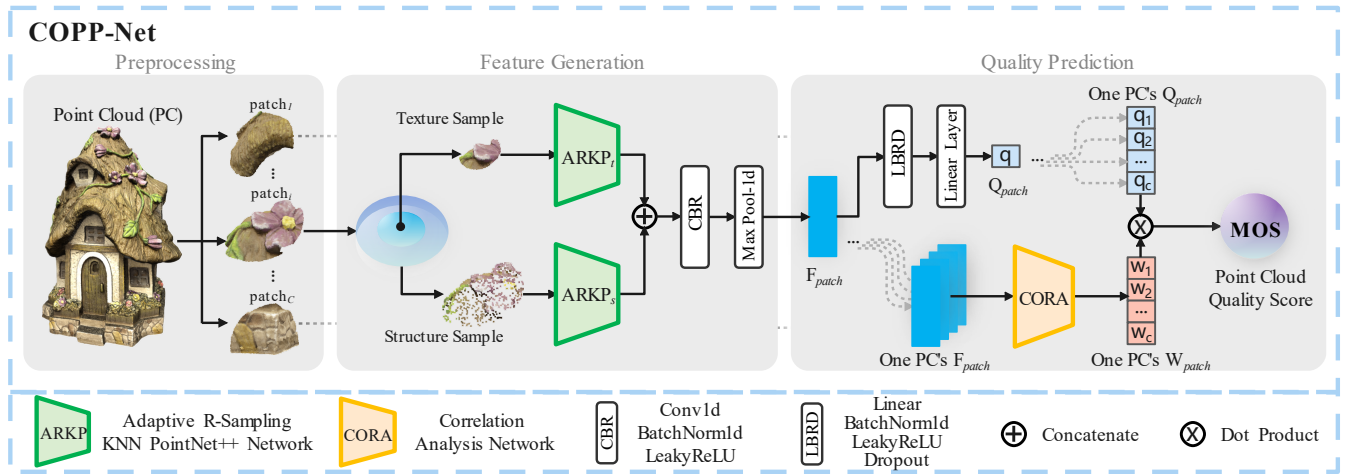 COPP-Net
Preprocessing
Feature Generation
Quality Prediction
Point Cloud (PC)
patch1
...
patchi
...
patchC
Texture Sample
Structure Sample
ARKPt
ARKPs
CBR
Max Pool-1d
Fpatch
...
LBRD
Linear Layer
q
Qpatch
...
One PC's Qpatch
q1
q2
...
qc
One PC's Fpatch
CORA
w1
w2
...
wc
One PC's Wpatch
MOS
Point Cloud
Quality Score
ARKP
Adaptive R-Sampling
KNN PointNet++ Network
CORA
Correlation
Analysis Network
CBR
Conv1d
BatchNorm1d
LeakyReLU
LBRD
Linear
BatchNorm1d
LeakyReLU
Dropout
Concatenate
Dot Product